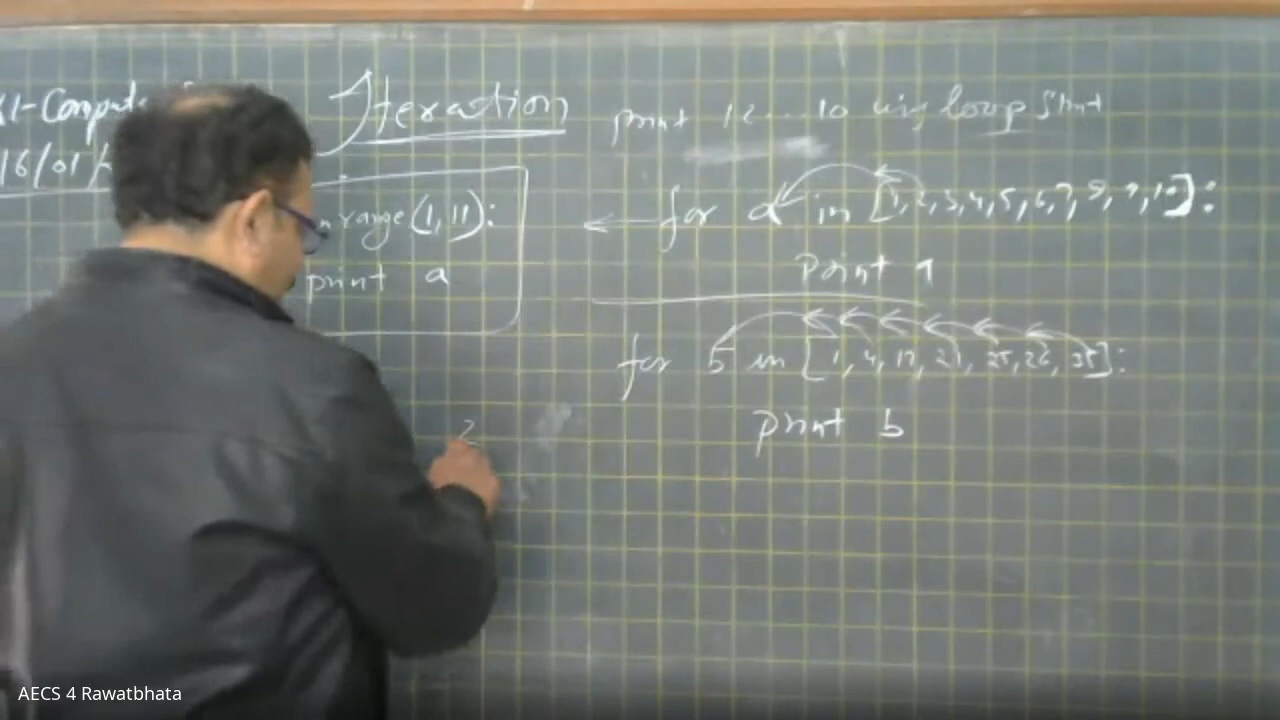 XI-Compute
Iteration
16/01/
print 12....10 using loop stmt
n range(1,11):
print a
for a in [1,2,3,4,5,6,7,8,9,10]:
print a
for b in [1,4,17,21,25,26,35]:
print b
2
AECS 4 Rawatbhata